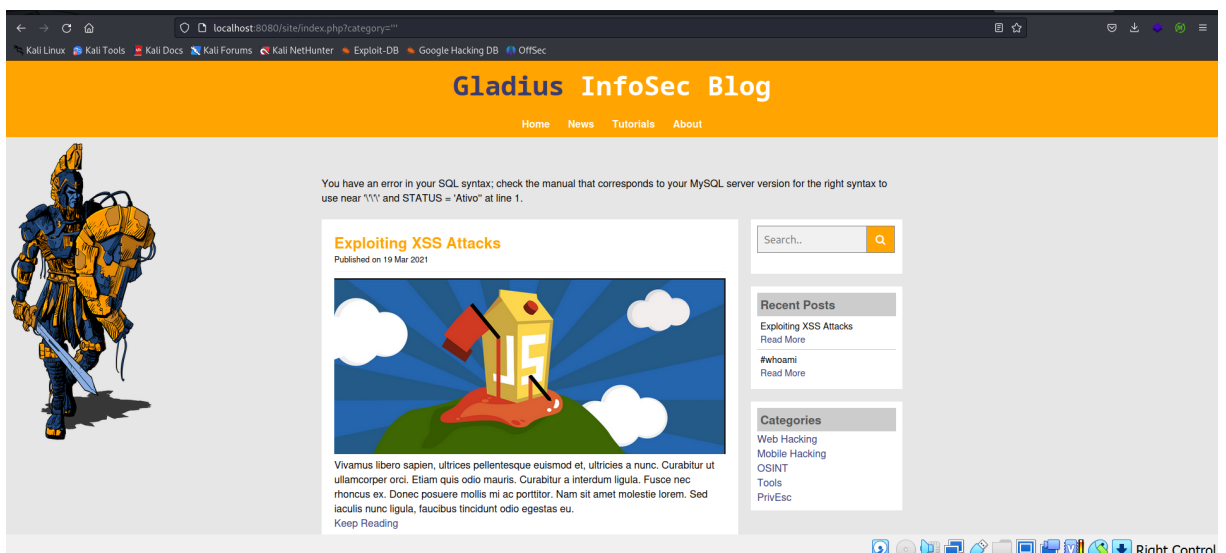 localhost:8080/site/index.php?category="'
Kali Linux Kali Tools Kali Docs Kali Forums Kali NetHunter Exploit-DB Google Hacking DB OffSec
Gladius InfoSec Blog
Home News Tutorials About
You have an error in your SQL syntax; check the manual that corresponds to your MySQL server version for the right syntax to
use near '\'\'\' and STATUS = 'Ativo'' at line 1.
Exploiting XSS Attacks
Published on 19 Mar 2021
JS
Vivamus libero sapien, ultrices pellentesque euismod et, ultricies a nunc. Curabitur ut
ullamcorper orci. Etiam quis odio mauris. Curabitur a interdum ligula. Fusce nec
rhoncus ex. Donec posuere mollis mi ac porttitor. Nam sit amet molestie lorem. Sed
iaculis nunc ligula, faucibus tincidunt odio egestas eu.
Keep Reading
Search..
Recent Posts
Exploiting XSS Attacks
Read More
#whoami
Read More
Categories
Web Hacking
Mobile Hacking
OSINT
Tools
PrivEsc
Right Control